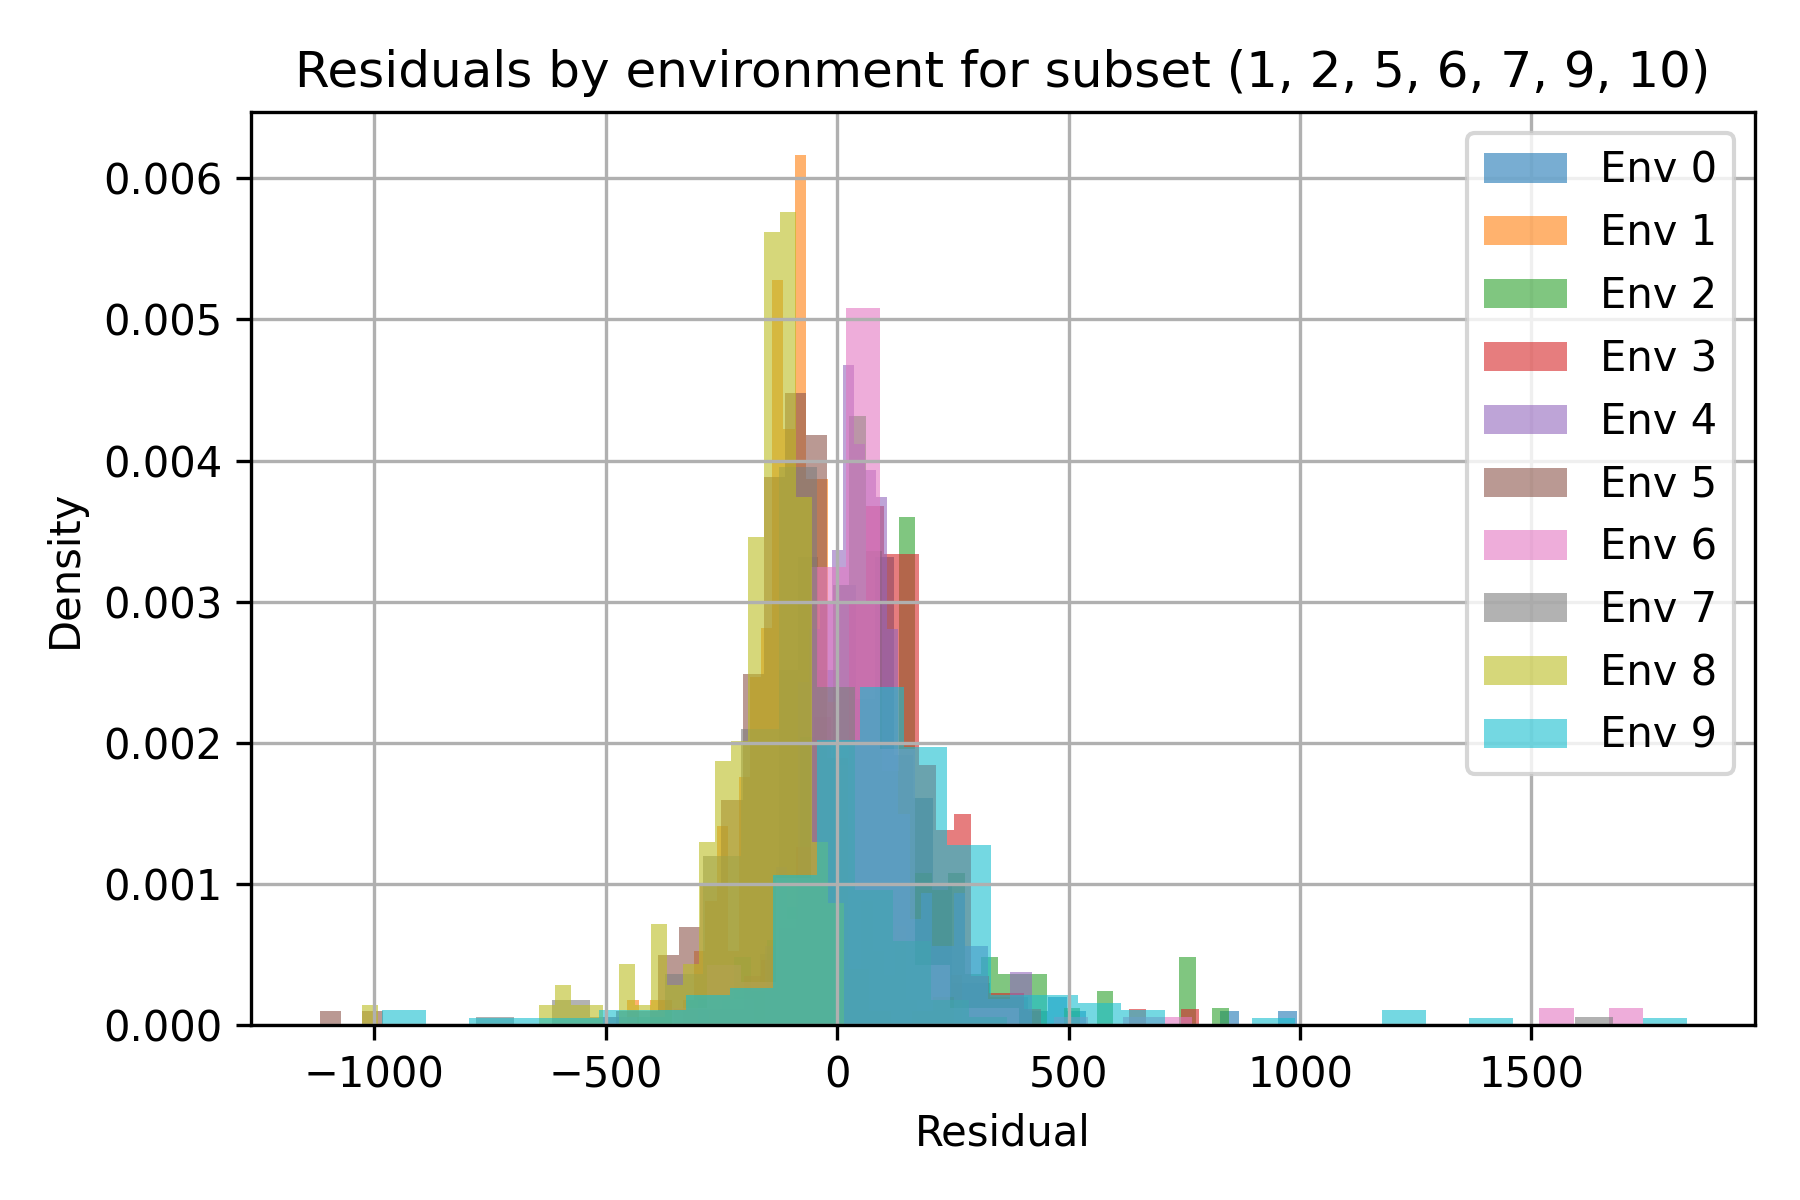 Residuals by environment for subset (1, 2, 5, 6, 7, 9, 10)
0.006
0.005
0.004
0.003
0.002
0.001
0.000
Density
−1000
−500
0
500
1000
1500
Residual
Env 0
Env 1
Env 2
Env 3
Env 4
Env 5
Env 6
Env 7
Env 8
Env 9